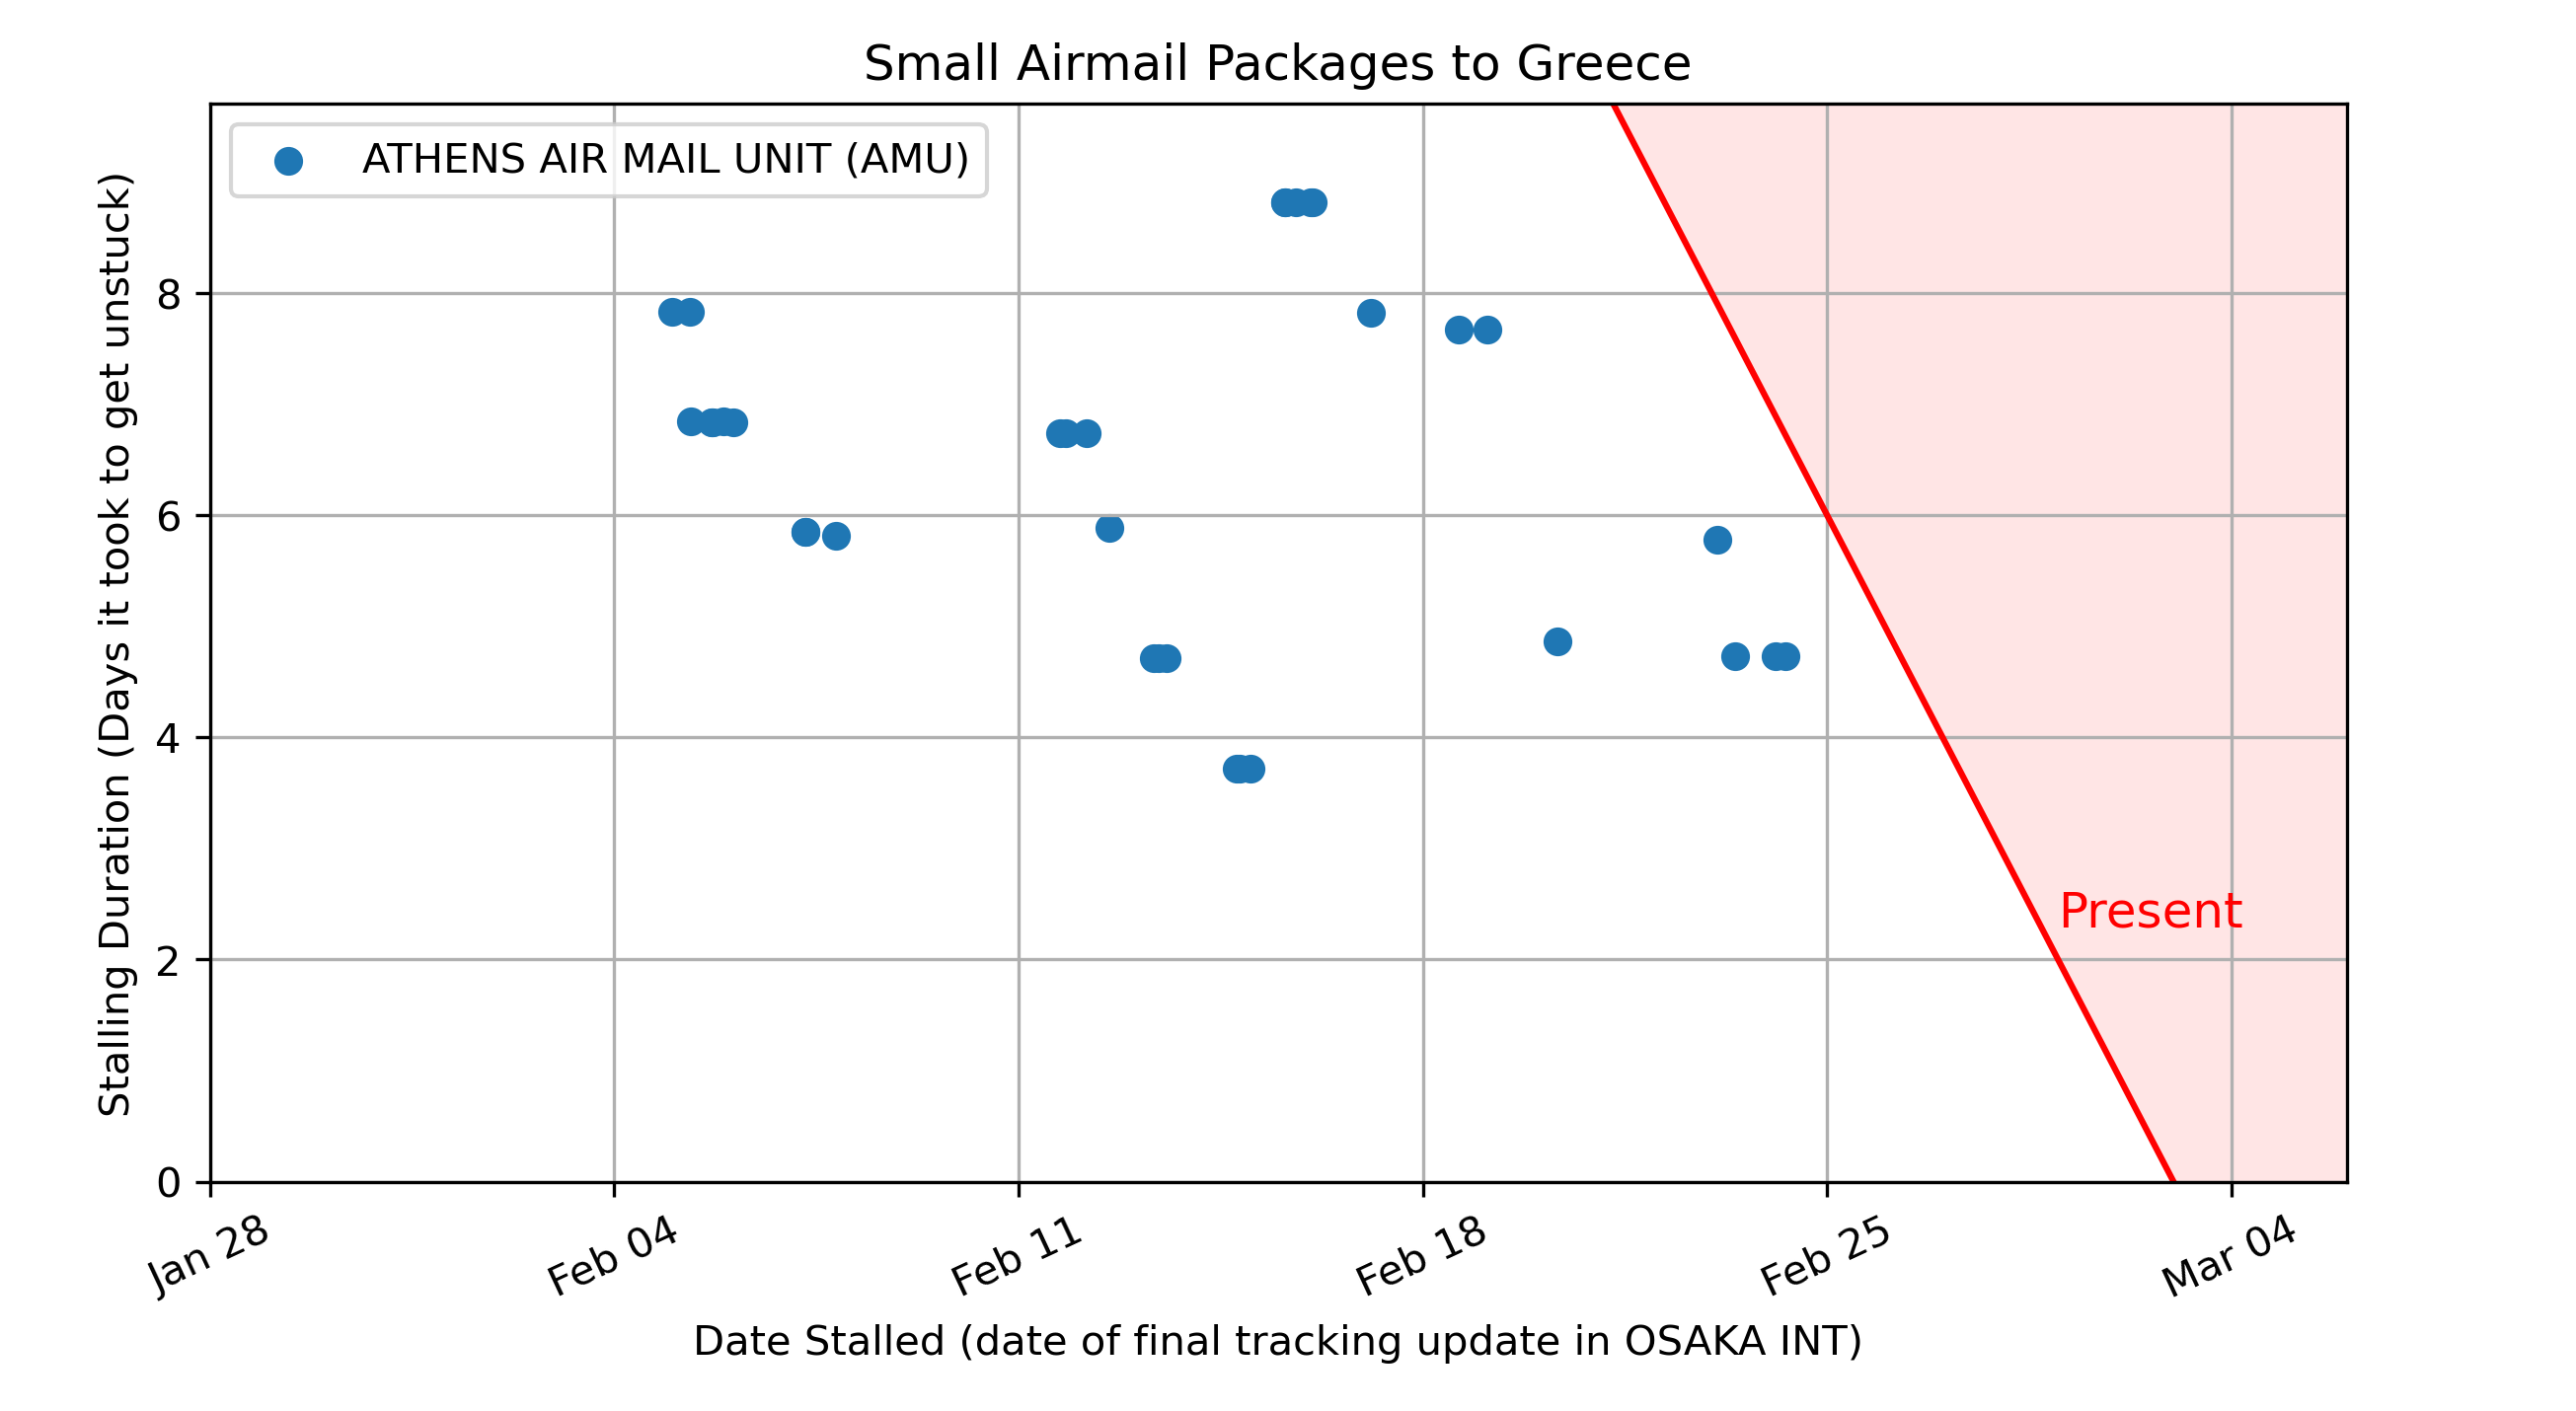 Small Airmail Packages to Greece
ATHENS AIR MAIL UNIT (AMU)
Stalling Duration (Days it took to get unstuck)
8
6
4
2
0
Present
Jan 28
Feb 04
Feb 11
Feb 18
Feb 25
Mar 04
Date Stalled (date of final tracking update in OSAKA INT)